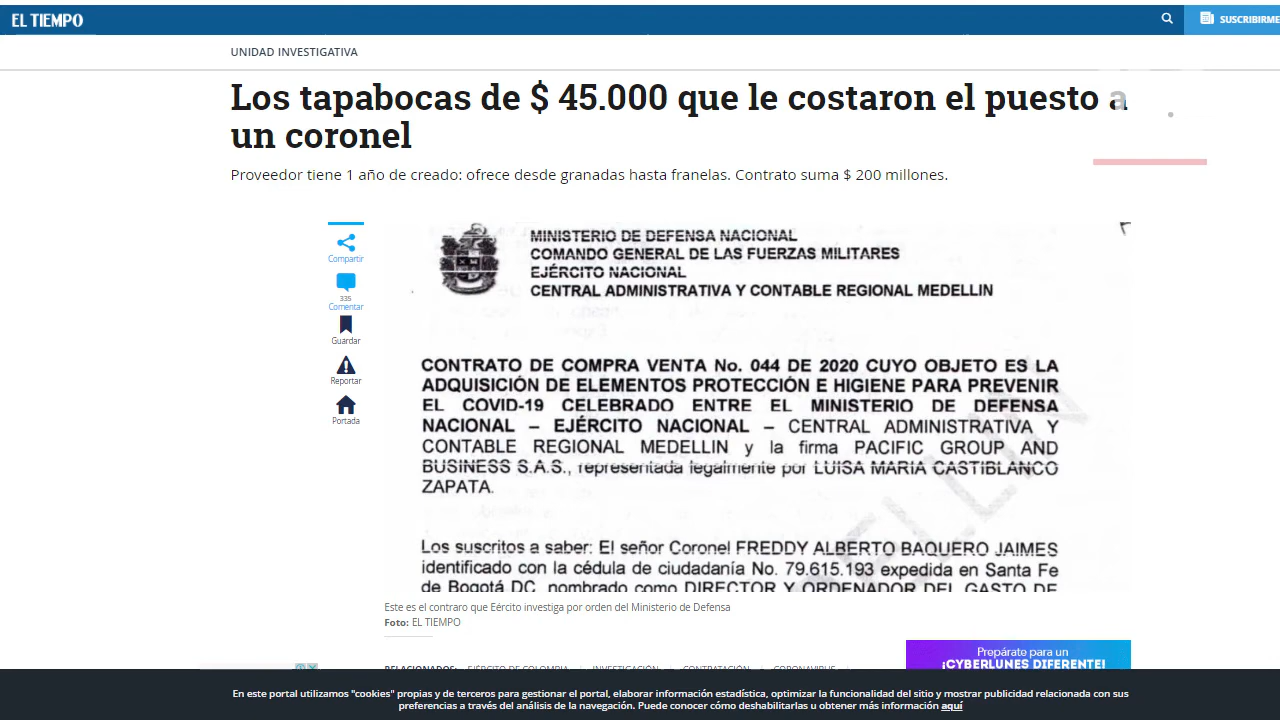 EL TIEMPO
SUSCRIBIRME
UNIDAD INVESTIGATIVA
Los tapabocas de $ 45.000 que le costaron el puesto a
un coronel
Proveedor tiene 1 año de creado: ofrece desde granadas hasta franelas. Contrato suma $ 200 millones.
Compartir
335
Comentar
Guardar
Reportar
Portada
MINISTERIO DE DEFENSA NACIONAL
COMANDO GENERAL DE LAS FUERZAS MILITARES
EJÉRCITO NACIONAL
CENTRAL ADMINISTRATIVA Y CONTABLE REGIONAL MEDELLIN
CONTRATO DE COMPRA VENTA No. 044 DE 2020 CUYO OBJETO ES LA
ADQUISICIÓN DE ELEMENTOS PROTECCIÓN E HIGIENE PARA PREVENIR
EL COVID-19 CELEBRADO ENTRE EL MINISTERIO DE DEFENSA
NACIONAL – EJÉRCITO NACIONAL – CENTRAL ADMINISTRATIVA Y
CONTABLE REGIONAL MEDELLIN y la firma PACIFIC GROUP AND
BUSINESS S.A.S., representada legalmente por LUISA MARIA CASTIBLANCO
ZAPATA.
Los suscritos a saber: El señor Coronel FREDDY ALBERTO BAQUERO JAIMES
identificado con la cédula de ciudadanía No. 79.615.193 expedida en Santa Fe
de Bogotá DC, nombrado como DIRECTOR Y ORDENADOR DEL GASTO DE
Este es el contraro que Eército investiga por orden del Ministerio de Defensa
Foto: EL TIEMPO
RELACIONADOS: EJÉRCITO DE COLOMBIA INVESTIGACIÓN CONTRATACIÓN CORONAVIRUS
Prepárate para un
¡CYBERLUNES DIFERENTE!
En este portal utilizamos "cookies" propias y de terceros para gestionar el portal, elaborar información estadística, optimizar la funcionalidad del sitio y mostrar publicidad relacionada con sus
preferencias a través del análisis de la navegación. Puede conocer cómo deshabilitarlas u obtener más información aquí